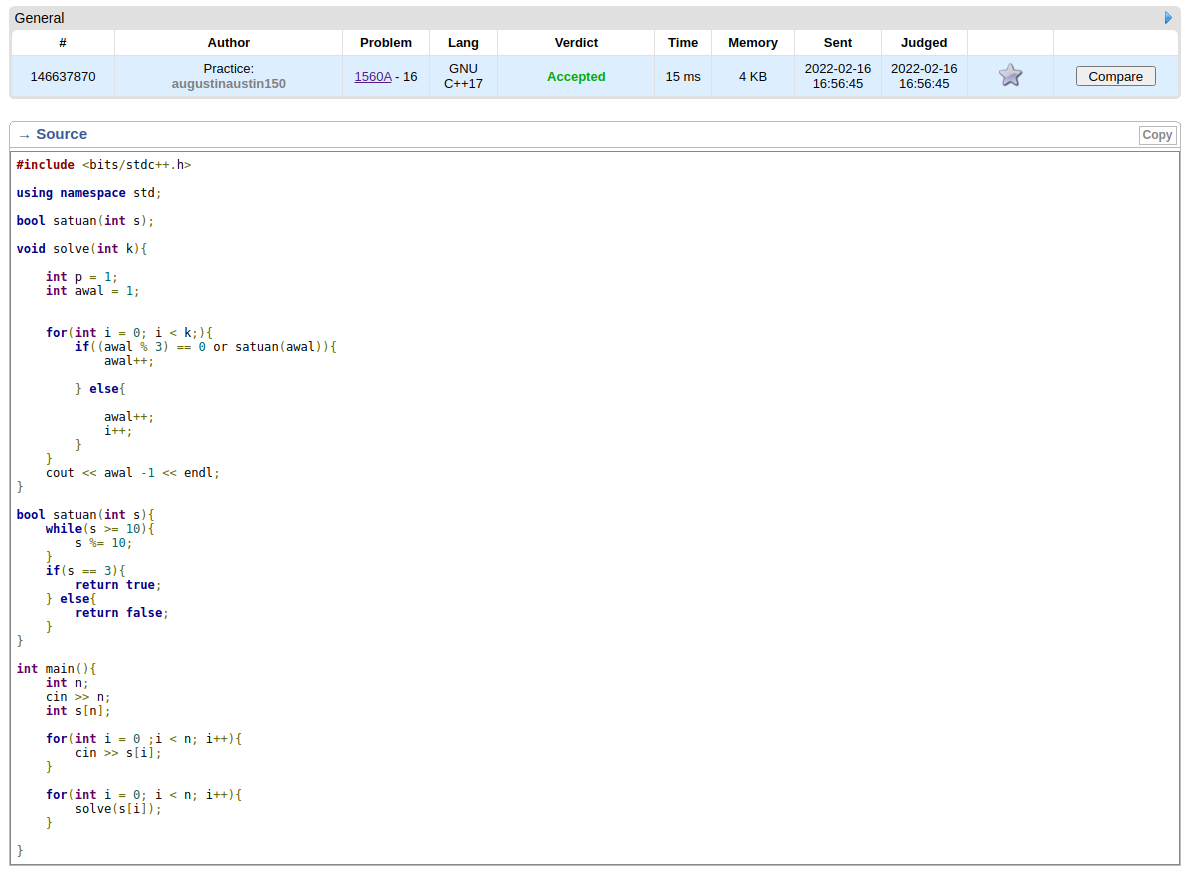 General
# Author Problem Lang Verdict Time Memory Sent Judged
146637870 Practice: augustinaustin150 1560A - 16 GNU C++17 Accepted 15 ms 4 KB 2022-02-16 16:56:45 2022-02-16 16:56:45 Compare
→ Source Copy
#include <bits/stdc++.h>
using namespace std;
bool satuan(int s);
void solve(int k){
    int p = 1;
    int awal = 1;
    for(int i = 0; i < k;){
        if((awal % 3) == 0 or satuan(awal)){
            awal++;
        } else{
            awal++;
            i++;
        }
    }
    cout << awal -1 << endl;
}
bool satuan(int s){
    while(s >= 10){
        s %= 10;
    }
    if(s == 3){
        return true;
    } else{
        return false;
    }
}
int main(){
    int n;
    cin >> n;
    int s[n];
    for(int i = 0 ;i < n; i++){
        cin >> s[i];
    }
    for(int i = 0; i < n; i++){
        solve(s[i]);
    }
}